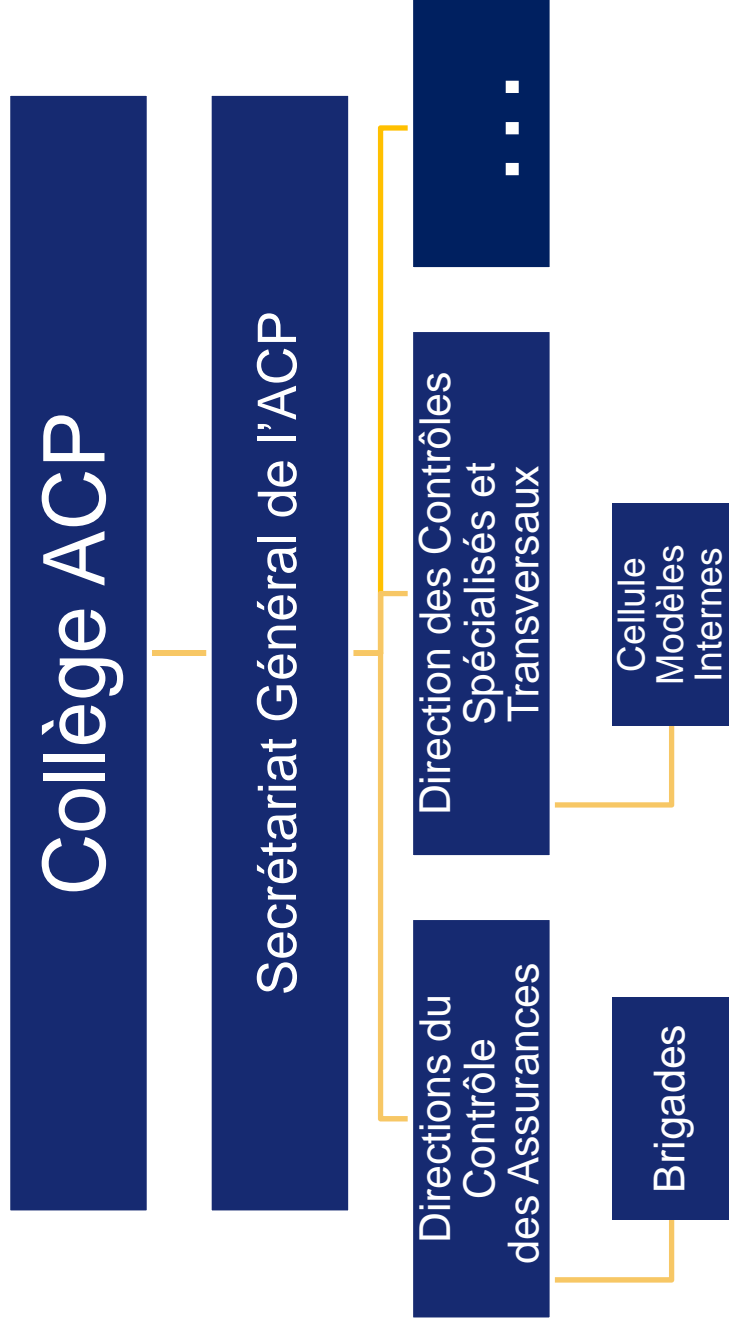 Collège ACP
Secrétariat Général de l’ACP
Directions du
Contrôle
des Assurances
Direction des Contrôles
Spécialisés et
Transversaux
...
Brigades
Cellule
Modèles
Internes